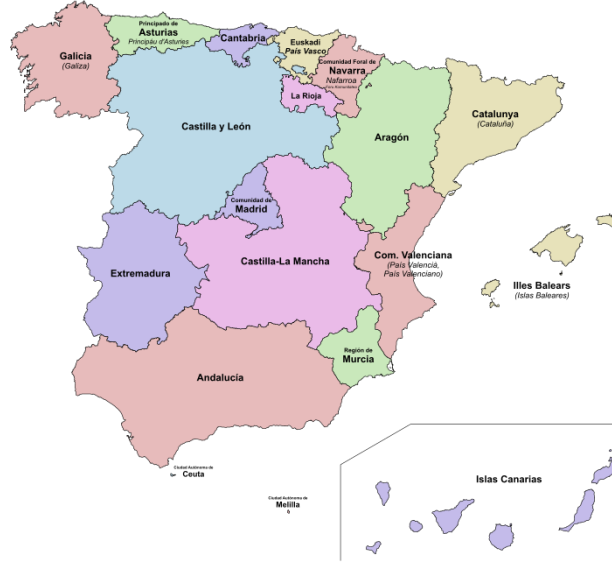 Principado de
Asturias
Principáu d'Asturies
Galicia
(Galiza)
Cantabria
Euskadi
País Vasco
Comunidad Foral de
Navarra
Nafarroa
La Rioja
Castilla y León
Aragón
Catalunya
(Cataluña)
Comunidad de
Madrid
Castilla-La Mancha
Extremadura
Com. Valenciana
(País Valencià,
País Valenciano)
Illes Balears
(Islas Baleares)
Región de
Murcia
Andalucía
Ciudad Autónoma de
Ceuta
Ciudad Autónoma de
Melilla
Islas Canarias